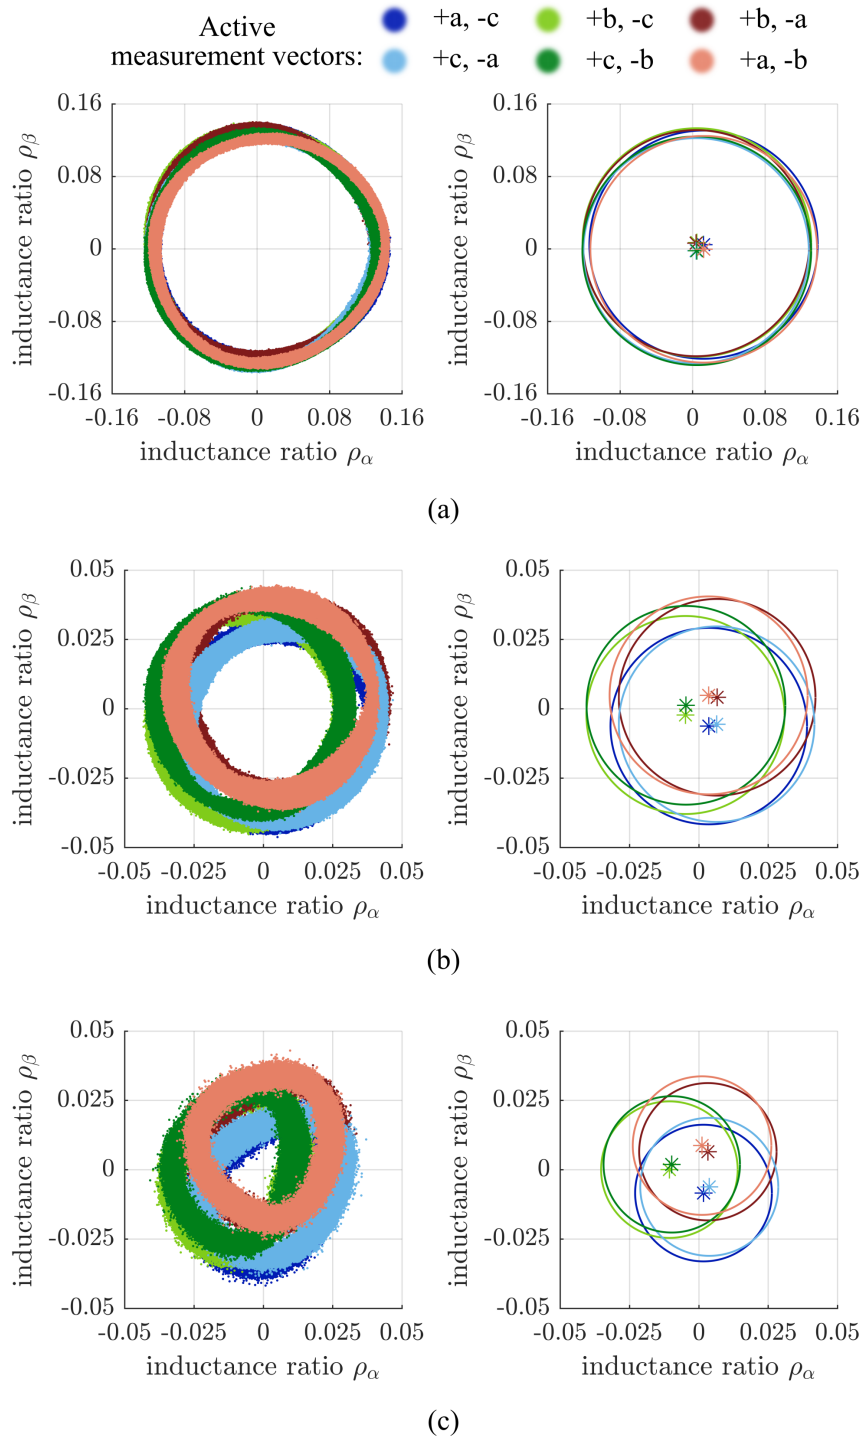 Active measurement vectors:
+a, -c
+b, -c
+b, -a
+c, -a
+c, -b
+a, -b
0.16
0.08
0
-0.08
-0.16
-0.16 -0.08 0 0.08 0.16
inductance ratio ρβ
inductance ratio ρα
0.16
0.08
0
-0.08
-0.16
-0.16 -0.08 0 0.08 0.16
inductance ratio ρβ
inductance ratio ρα
(a)
0.05
0.025
0
-0.025
-0.05
-0.05 -0.025 0 0.025 0.05
inductance ratio ρβ
inductance ratio ρα
0.05
0.025
0
-0.025
-0.05
-0.05 -0.025 0 0.025 0.05
inductance ratio ρβ
inductance ratio ρα
(b)
0.05
0.025
0
-0.025
-0.05
-0.05 -0.025 0 0.025 0.05
inductance ratio ρβ
inductance ratio ρα
0.05
0.025
0
-0.025
-0.05
-0.05 -0.025 0 0.025 0.05
inductance ratio ρβ
inductance ratio ρα
(c)